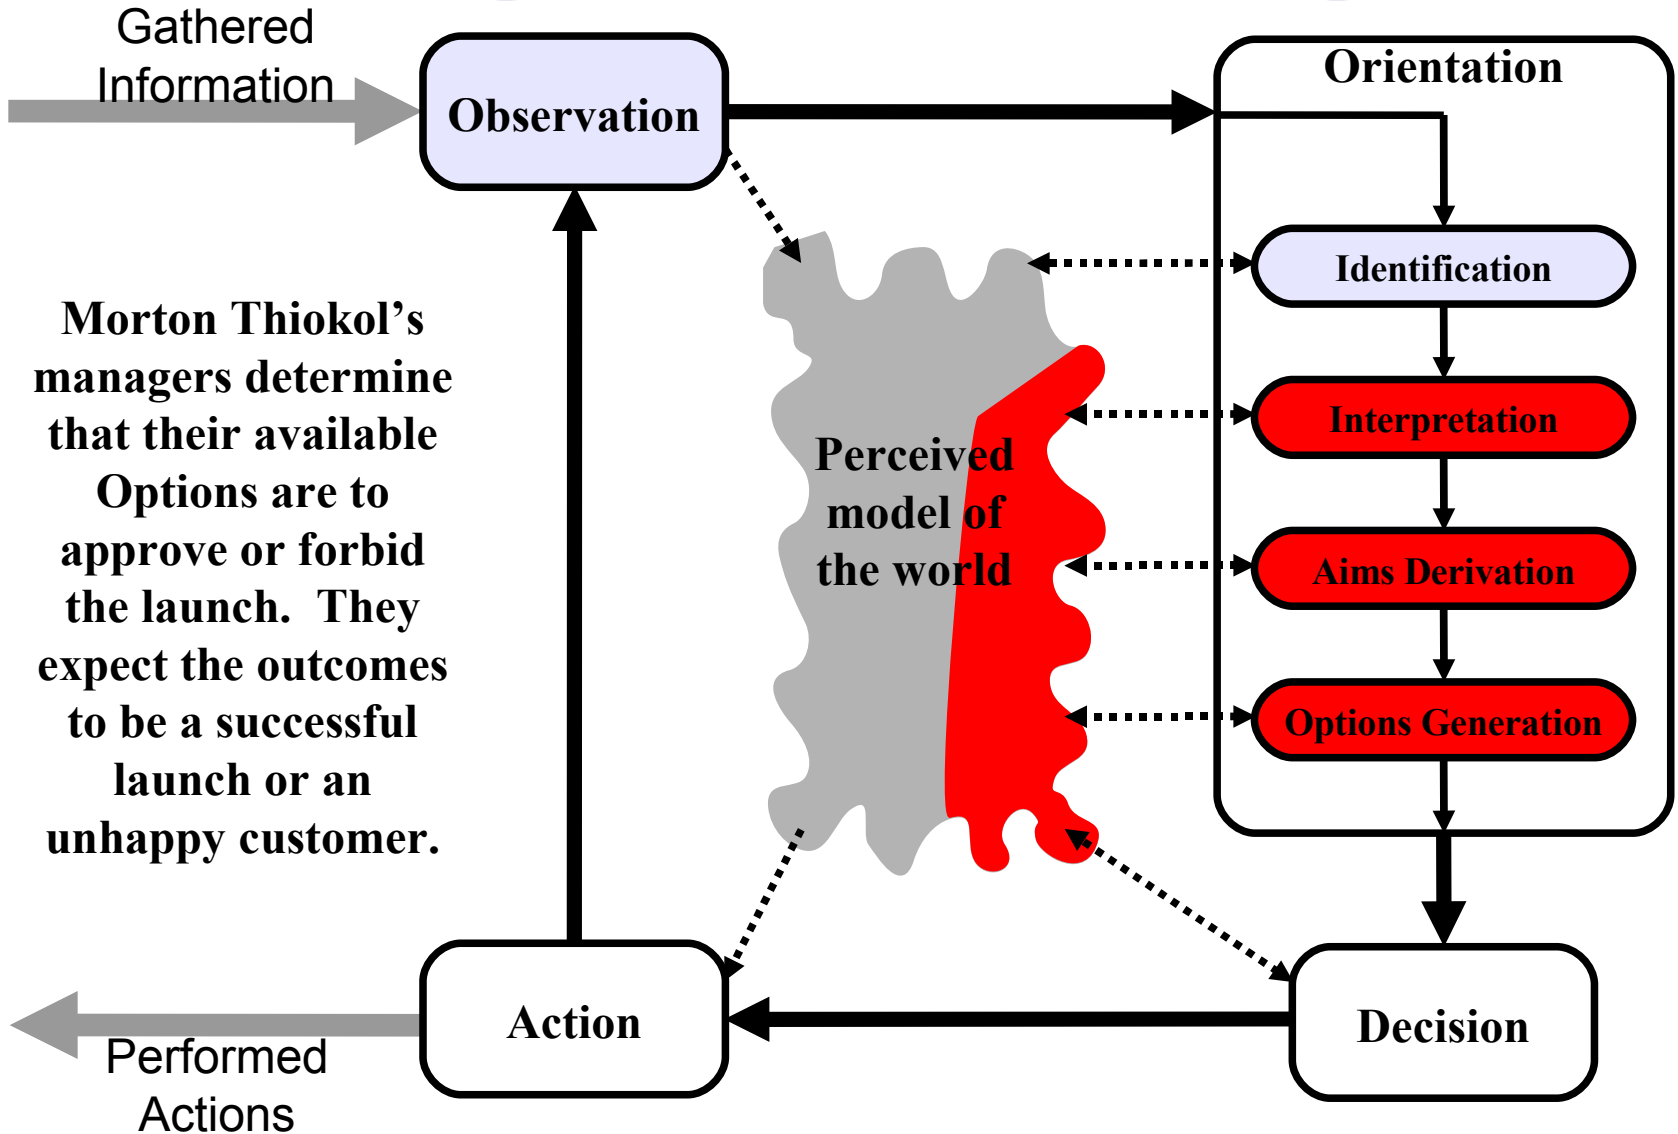 Gathered
Information
Observation
Orientation
Identification
Interpretation
Aims Derivation
Options Generation
Morton Thiokol’s
managers determine
that their available
Options are to
approve or forbid
the launch.  They
expect the outcomes
to be a successful
launch or an
unhappy customer.
Perceived
model of
the world
Action
Decision
Performed
Actions